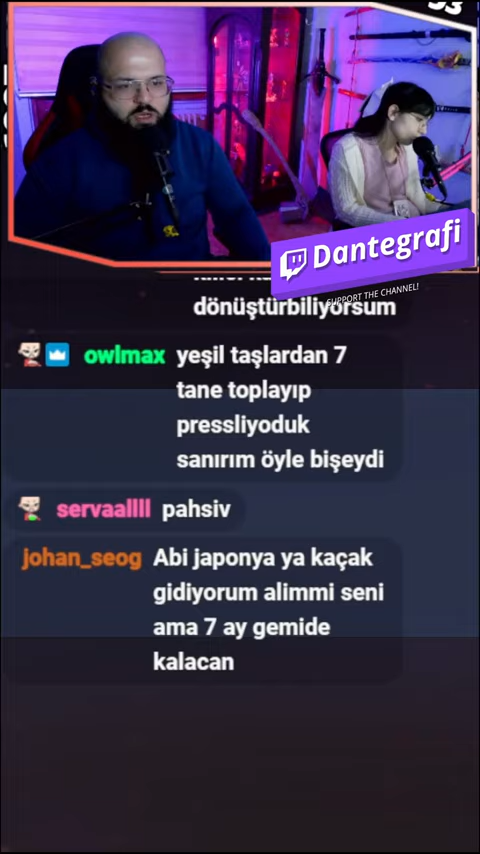 Dantegrafi
SUPPORT THE CHANNEL!
dönüştürbiliyorsum
owlmax yeşil taşlardan 7
tane toplayıp
pressliyoduk
sanırım öyle bişeydi
servaallll pahsiv
johan_seog Abi japonya ya kaçak
gidiyorum alimmi seni
ama 7 ay gemide
kalacan